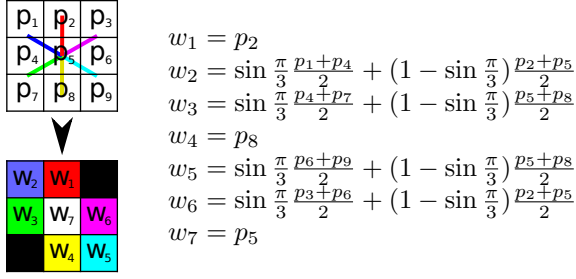 p₁ p₂ p₃
p₄ p₅ p₆
p₇ p₈ p₉
w₂ w₁
w₃ w₇ w₆
w₄ w₅
w₁ = p₂
w₂ = sin π/3 (p₁+p₄)/2 + (1 − sin π/3) (p₂+p₅)/2
w₃ = sin π/3 (p₄+p₇)/2 + (1 − sin π/3) (p₅+p₈)/2
w₄ = p₈
w₅ = sin π/3 (p₆+p₉)/2 + (1 − sin π/3) (p₅+p₈)/2
w₆ = sin π/3 (p₃+p₆)/2 + (1 − sin π/3) (p₂+p₅)/2
w₇ = p₅